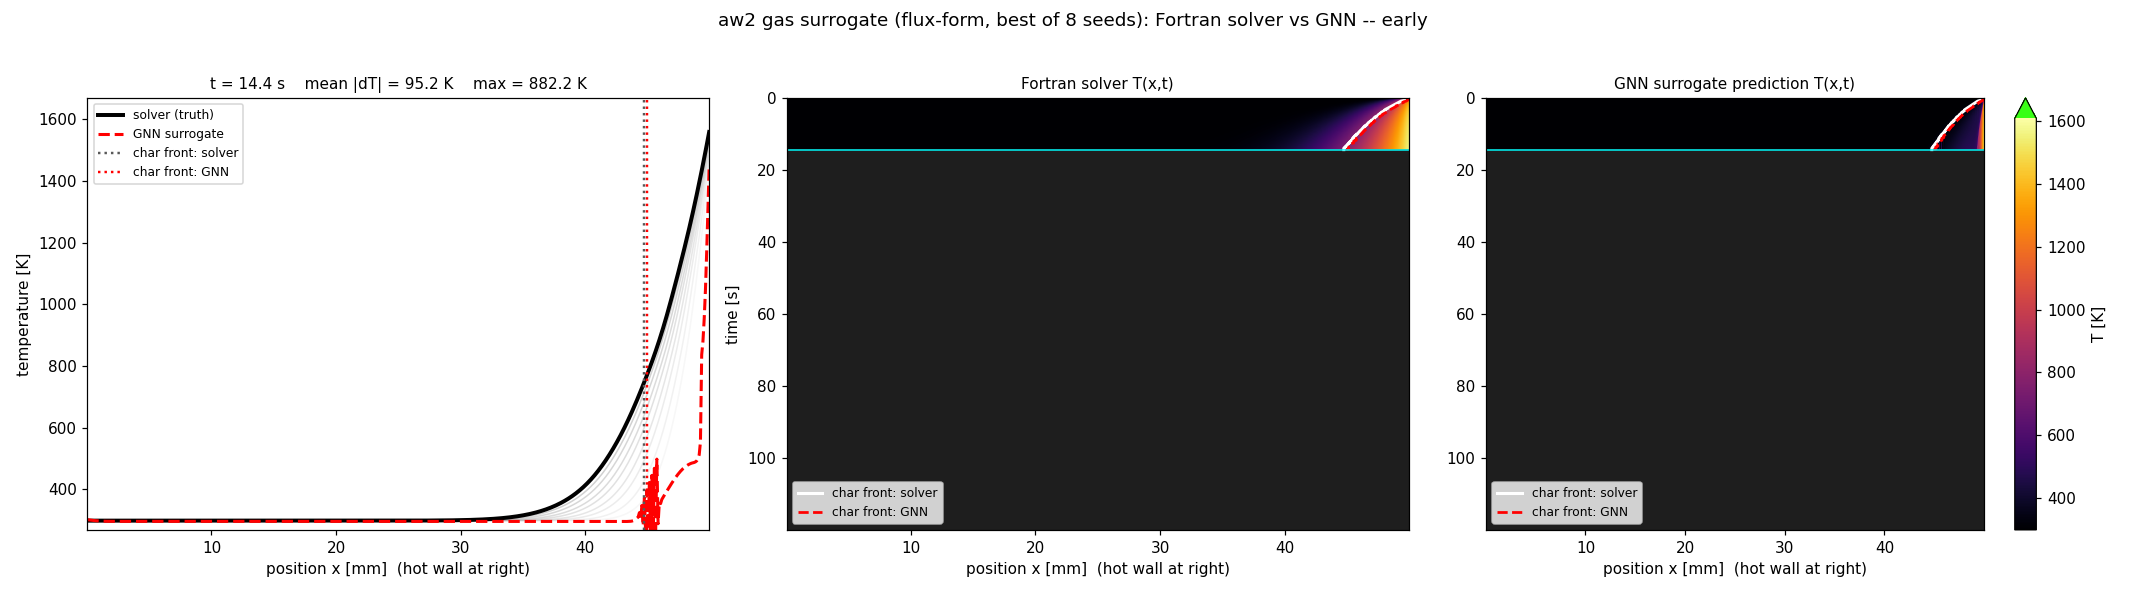 aw2 gas surrogate (flux-form, best of 8 seeds): Fortran solver vs GNN -- early
t = 14.4 s    mean |dT| = 95.2 K    max = 882.2 K
solver (truth)
GNN surrogate
char front: solver
char front: GNN
temperature [K]
1600
1400
1200
1000
800
600
400
10
20
30
40
position x [mm]  (hot wall at right)
Fortran solver T(x,t)
time [s]
0
20
40
60
80
100
char front: solver
char front: GNN
10
20
30
40
position x [mm]  (hot wall at right)
GNN surrogate prediction T(x,t)
0
20
40
60
80
100
char front: solver
char front: GNN
10
20
30
40
position x [mm]  (hot wall at right)
1600
1400
1200
1000
800
600
400
T [K]